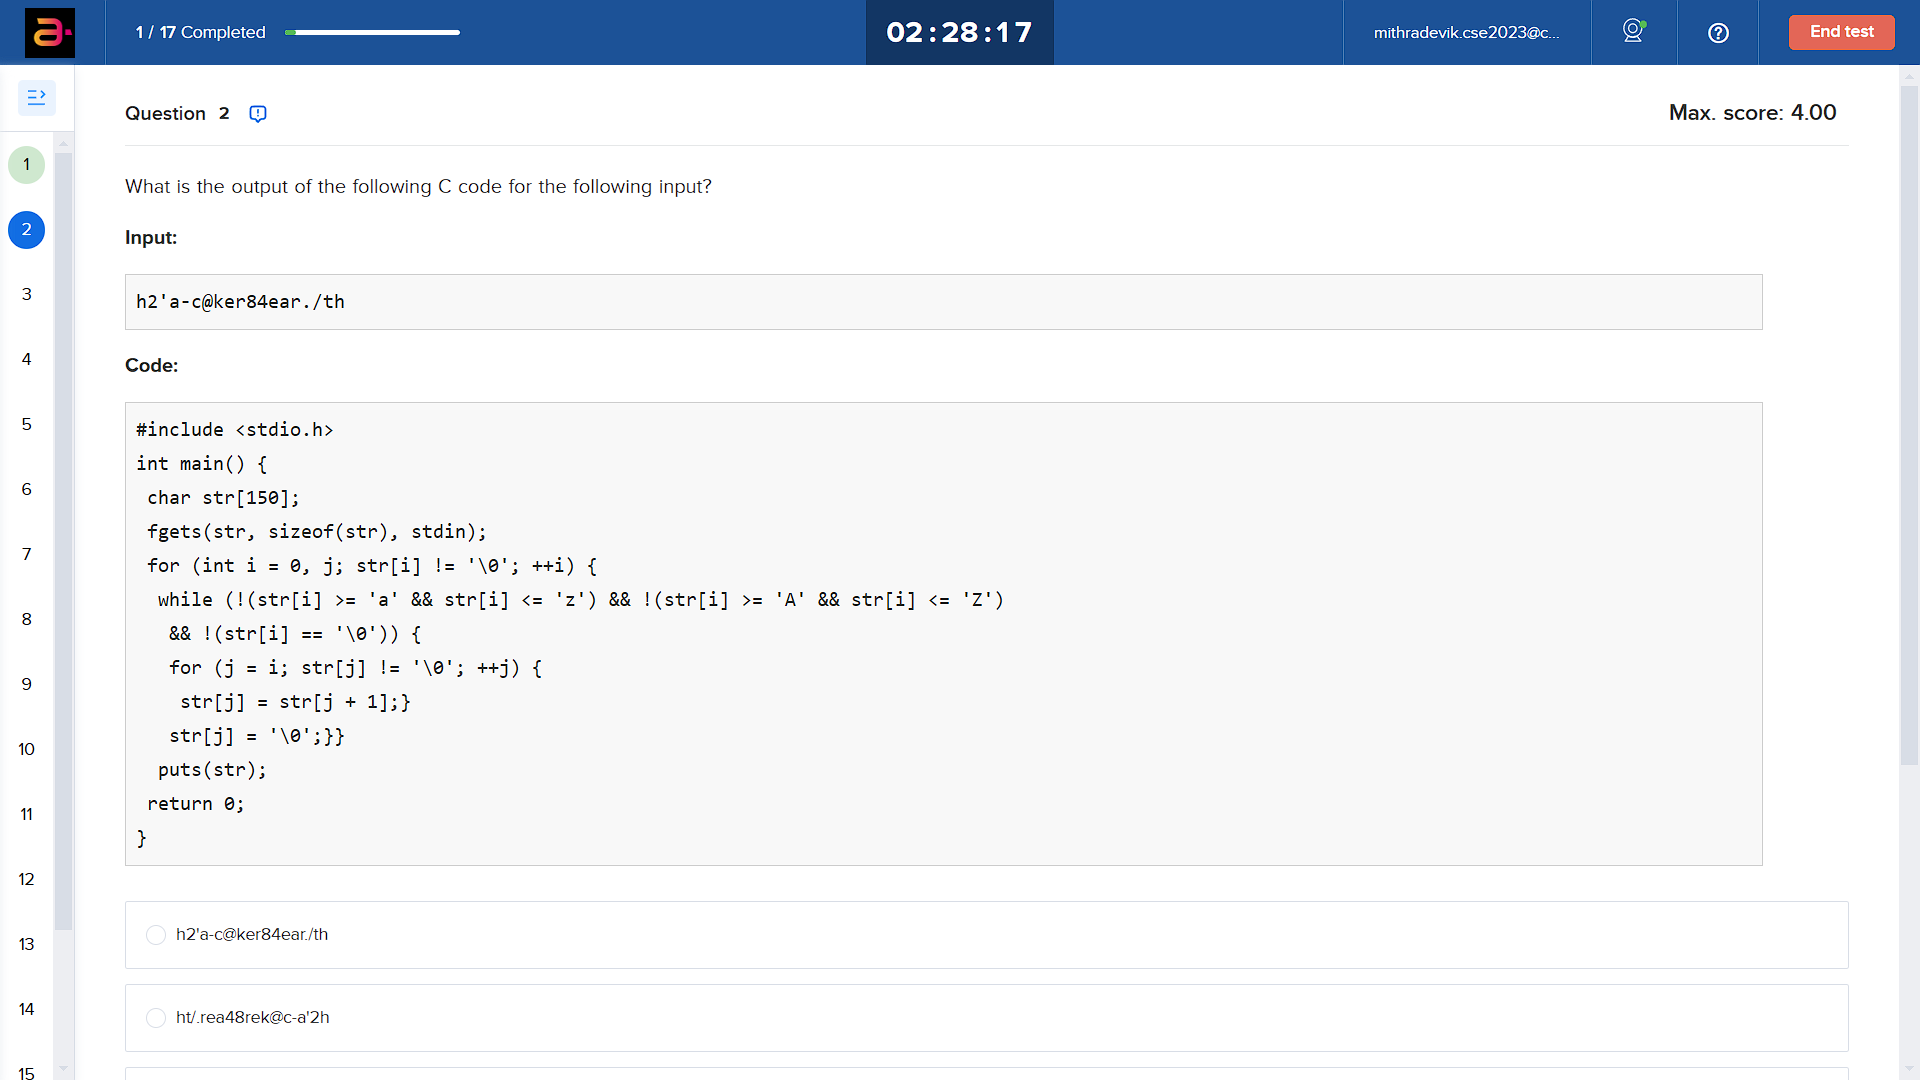 a.
1 / 17 Completed
02:28:17
mithradevik.cse2023@c...
End test
Question 2
Max. score: 4.00
What is the output of the following C code for the following input?
Input:
h2'a-c@ker84ear./th
Code:
#include <stdio.h>
int main() {
 char str[150];
 fgets(str, sizeof(str), stdin);
 for (int i = 0, j; str[i] != '\0'; ++i) {
  while (!(str[i] >= 'a' && str[i] <= 'z') && !(str[i] >= 'A' && str[i] <= 'Z')
   && !(str[i] == '\0')) {
   for (j = i; str[j] != '\0'; ++j) {
    str[j] = str[j + 1];}
   str[j] = '\0';}}
  puts(str);
 return 0;
}
h2'a-c@ker84ear./th
ht/.rea48rek@c-a'2h
1
2
3
4
5
6
7
8
9
10
11
12
13
14
15